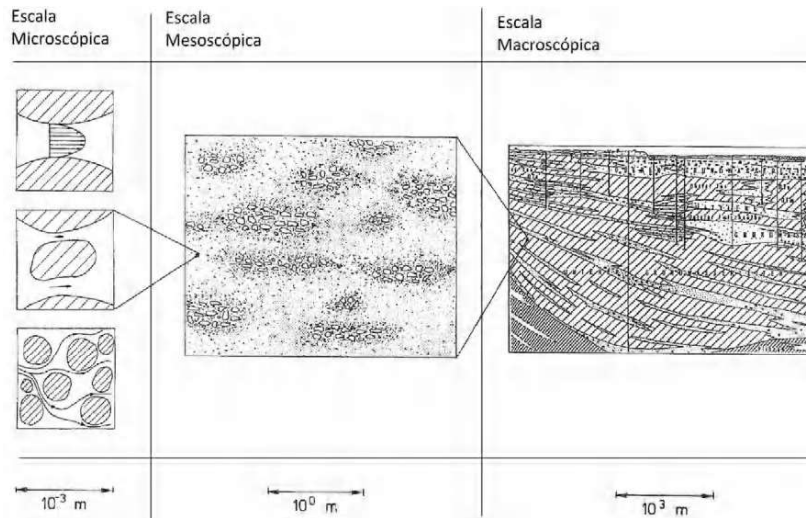 Escala
Microscópica
Escala
Mesoscópica
Escala
Macroscópica
10⁻³ m
10⁰ m
10³ m